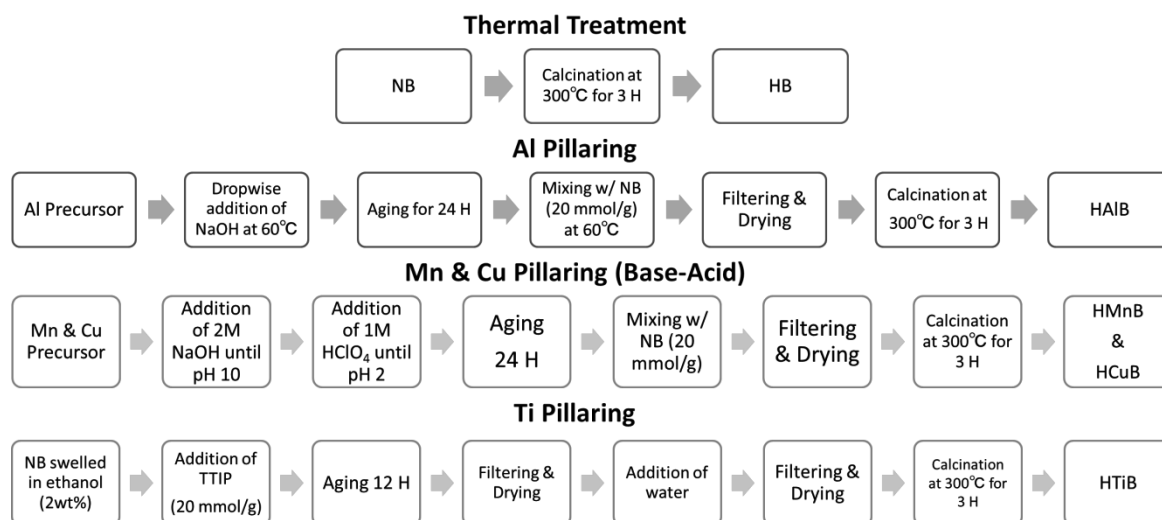 Thermal Treatment
NB
Calcination at
300℃ for 3 H
HB
Al Pillaring
Al Precursor
Dropwise
addition of
NaOH at 60℃
Aging for 24 H
Mixing w/ NB
(20 mmol/g)
at 60℃
Filtering &
Drying
Calcination at
300℃ for 3 H
HAlB
Mn & Cu Pillaring (Base-Acid)
Mn & Cu
Precursor
Addition
of 2M
NaOH until
pH 10
Addition
of 1M
HClO₄ until
pH 2
Aging
24 H
Mixing w/
NB (20
mmol/g)
Filtering
& Drying
Calcination
at 300℃ for
3 H
HMnB
&
HCuB
Ti Pillaring
NB swelled
in ethanol
(2wt%)
Addition of
TTIP
(20 mmol/g)
Aging 12 H
Filtering &
Drying
Addition of
water
Filtering &
Drying
Calcination
at 300℃ for
3 H
HTiB